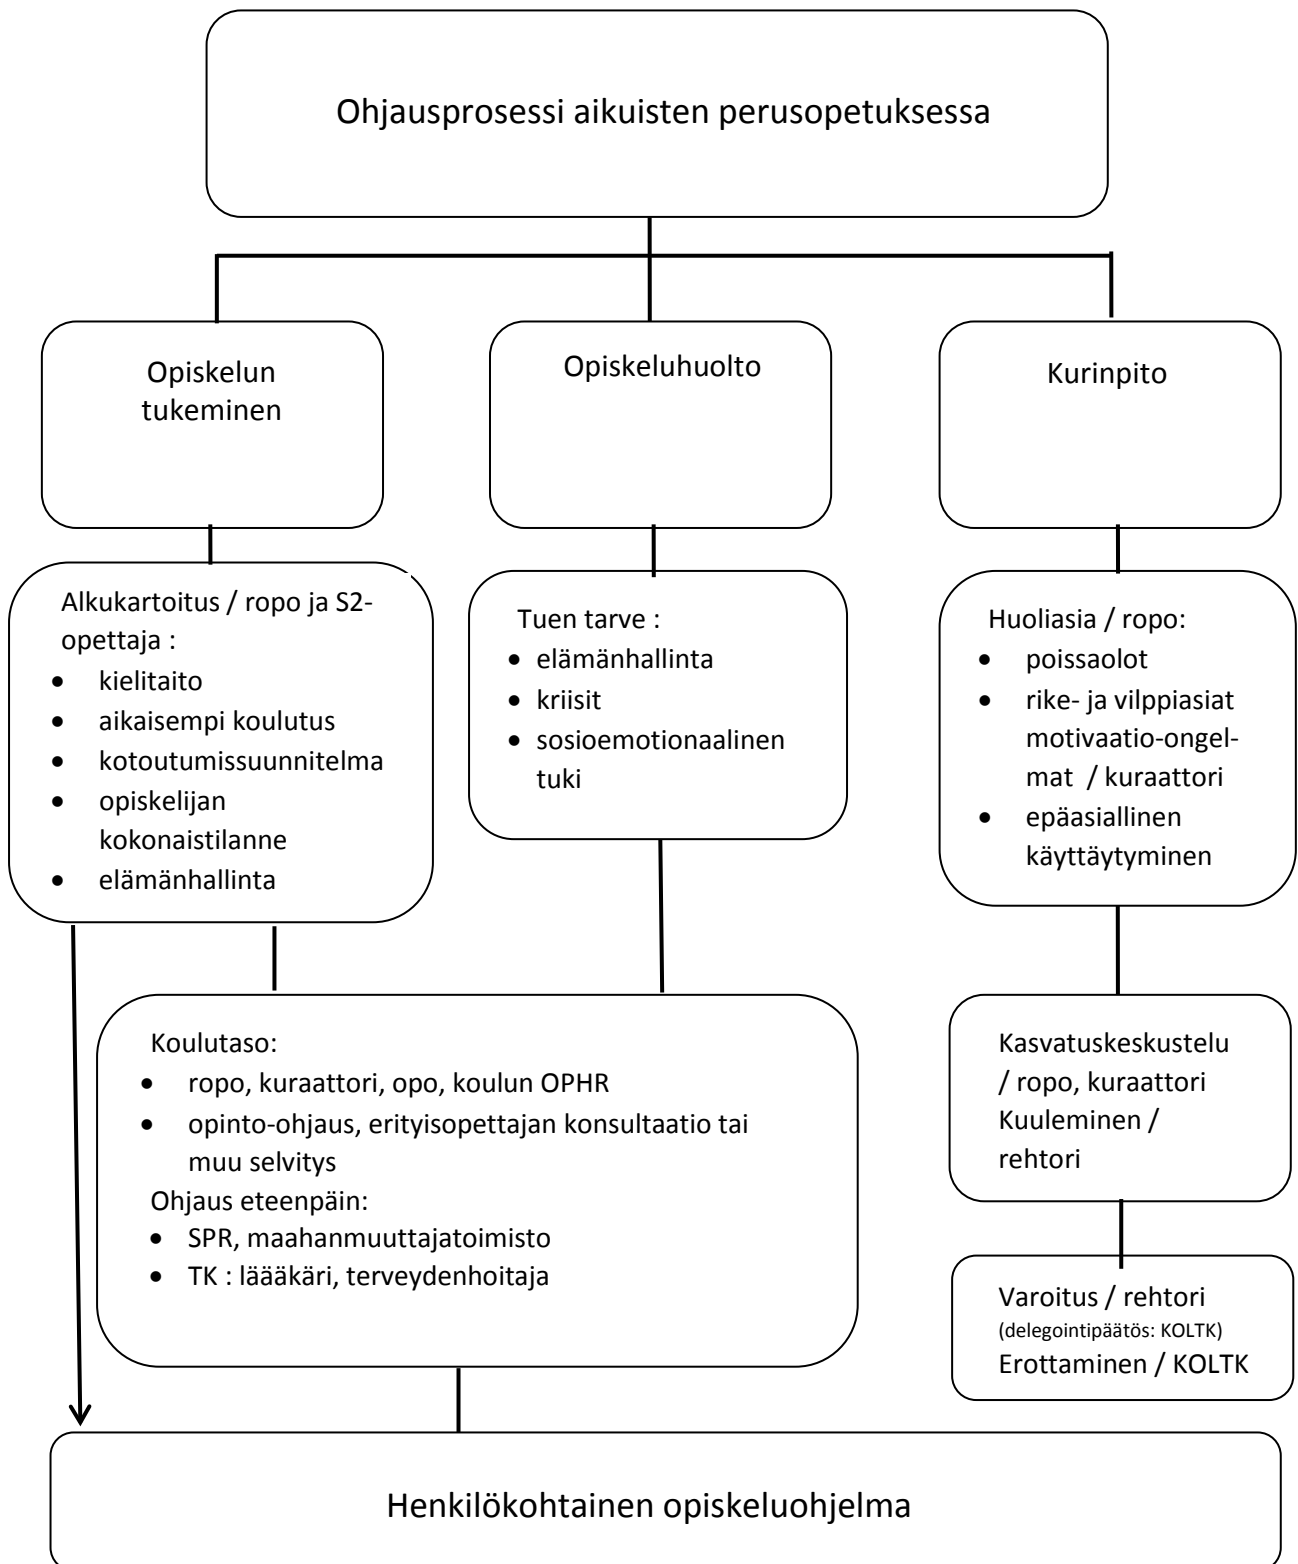 Ohjausprosessi aikuisten perusopetuksessa
Opiskelun
tukeminen
Opiskeluhuolto
Kurinpito
Alkukartoitus / ropo ja S2-
opettaja :
• kielitaito
• aikaisempi koulutus
• kotoutumissuunnitelma
• opiskelijan
kokonaistilanne
• elämänhallinta
Tuen tarve :
• elämänhallinta
• kriisit
• sosioemotionaalinen
tuki
Huoliasia / ropo:
• poissaolot
• rike- ja vilppiasiat
motivaatio-ongel-
mat / kuraattori
• epäasiallinen
käyttäytyminen
Koulutaso:
• ropo, kuraattori, opo, koulun OPHR
• opinto-ohjaus, erityisopettajan konsultaatio tai
muu selvitys
Ohjaus eteenpäin:
• SPR, maahanmuuttajatoimisto
• TK : läääkäri, terveydenhoitaja
Kasvatuskeskustelu
/ ropo, kuraattori
Kuuleminen /
rehtori
Varoitus / rehtori
(delegointipäätös: KOLTK)
Erottaminen / KOLTK
Henkilökohtainen opiskeluohjelma